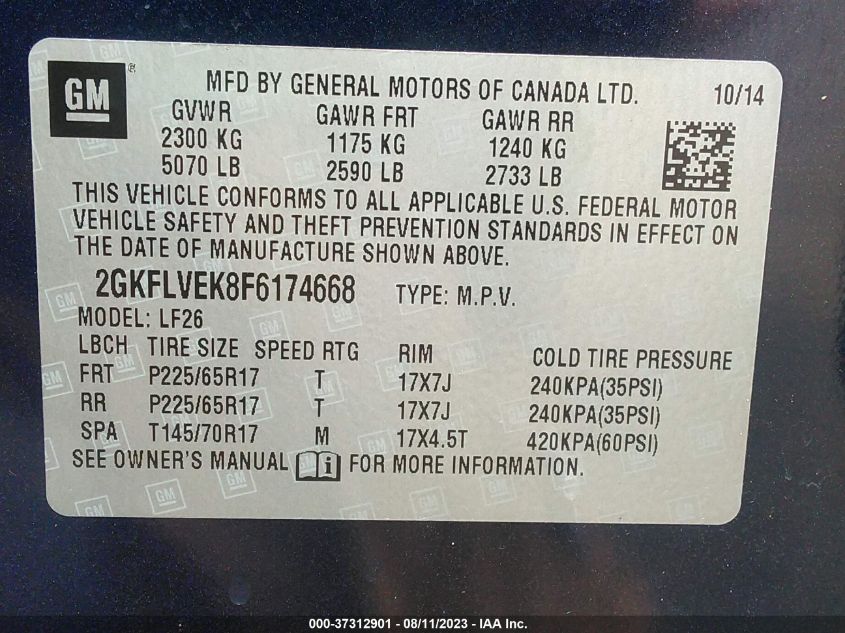 GM ®
MFD BY GENERAL MOTORS OF CANADA LTD. 10/14
GVWR GAWR FRT GAWR RR
2300 KG 1175 KG 1240 KG
5070 LB 2590 LB 2733 LB
THIS VEHICLE CONFORMS TO ALL APPLICABLE U.S. FEDERAL MOTOR
VEHICLE SAFETY AND THEFT PREVENTION STANDARDS IN EFFECT ON
THE DATE OF MANUFACTURE SHOWN ABOVE.
2GKFLVEK8F6174668 TYPE: M.P.V.
MODEL: LF26
LBCH TIRE SIZE SPEED RTG RIM COLD TIRE PRESSURE
FRT P225/65R17 T 17X7J 240KPA(35PSI)
RR P225/65R17 T 17X7J 240KPA(35PSI)
SPA T145/70R17 M 17X4.5T 420KPA(60PSI)
SEE OWNER'S MANUAL i FOR MORE INFORMATION.
000-37312901 - 08/11/2023 - IAA Inc.